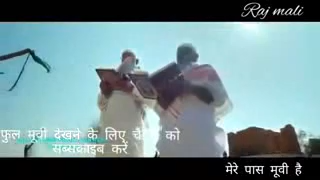 Raj mali
फुल मूवी देखने के लिए को
सब्सक्राइब करें
मेरे पास मूवी है